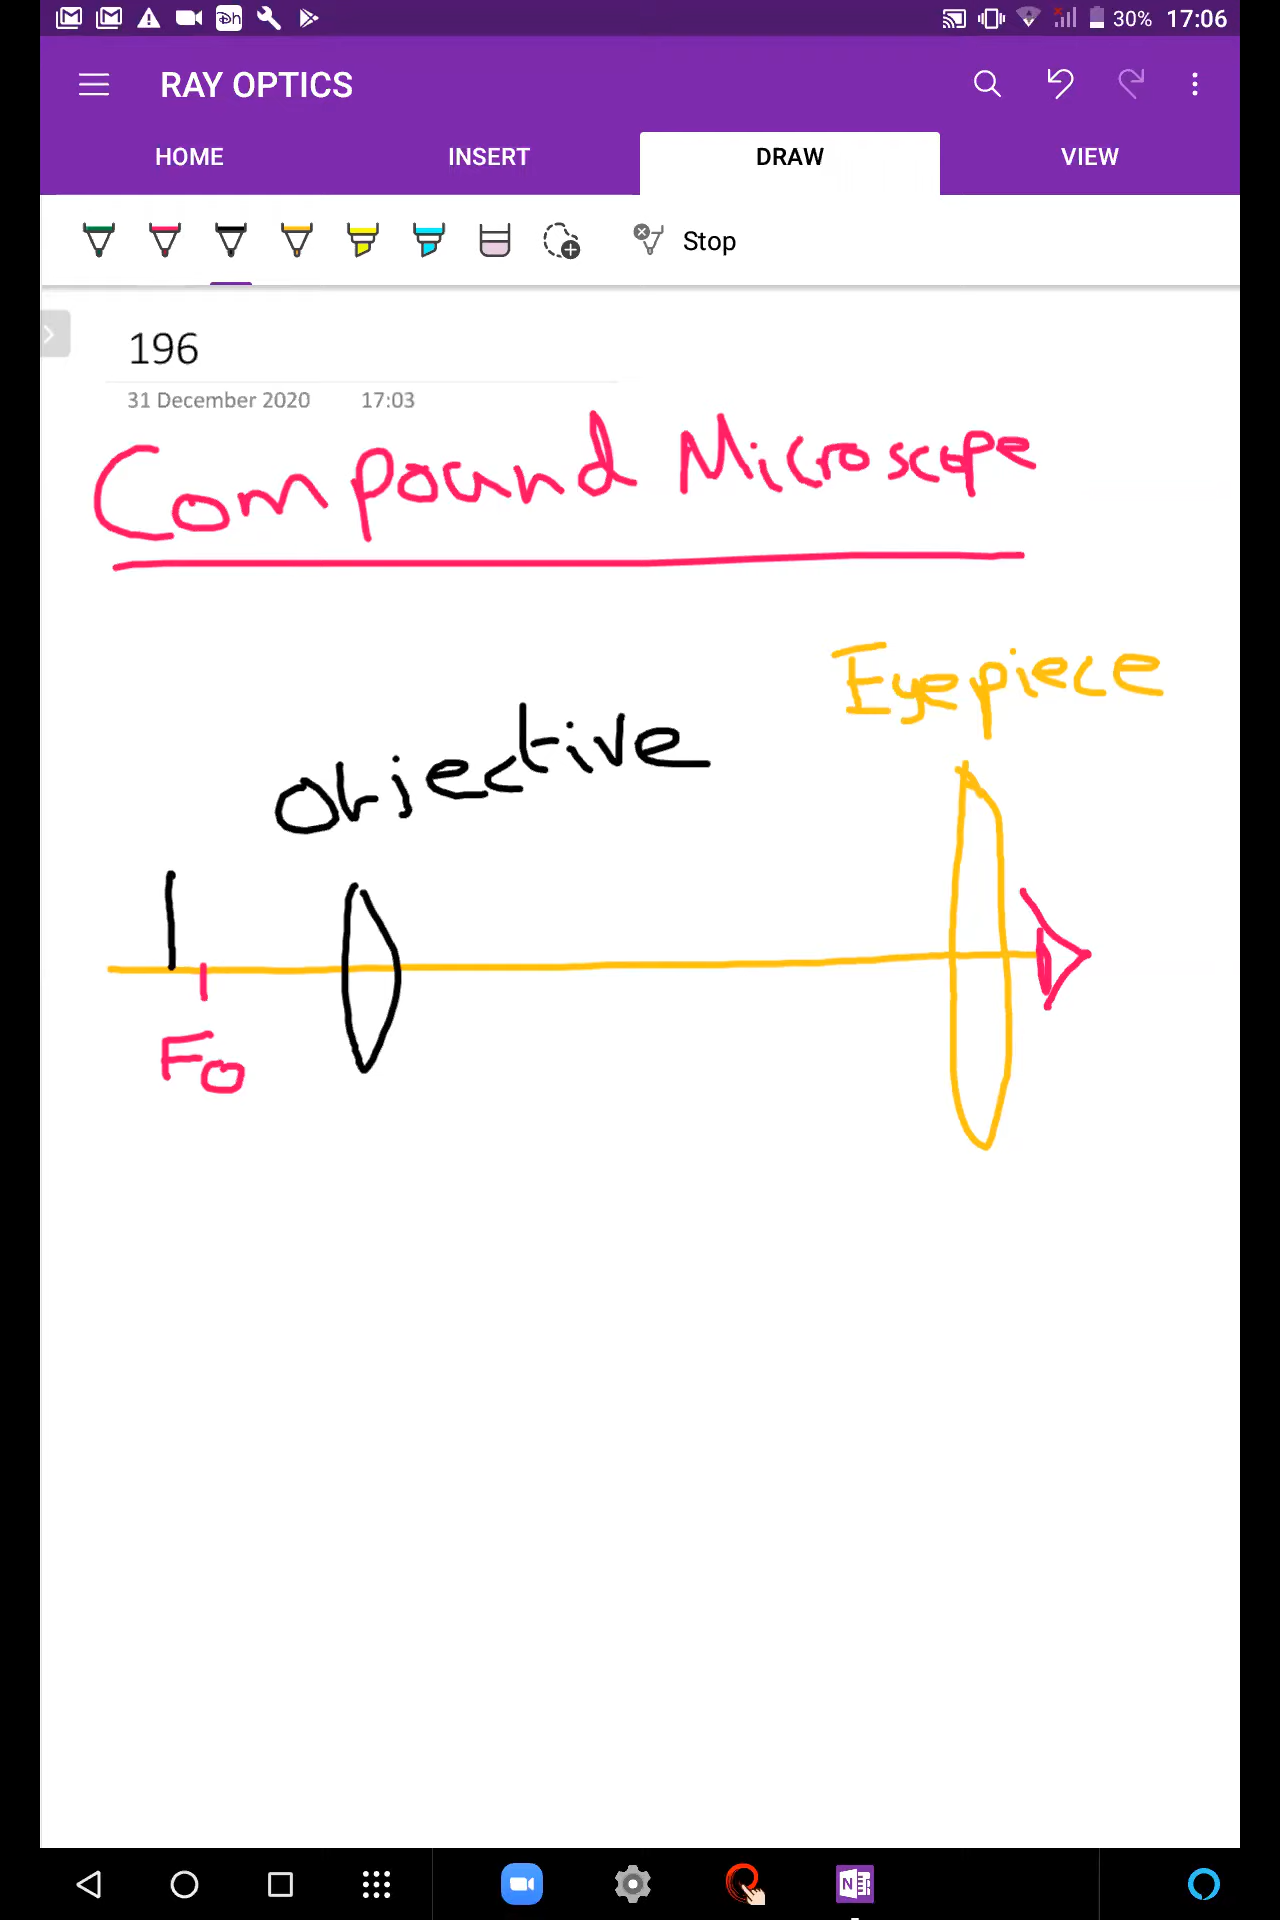 30% 17:06
RAY OPTICS
HOME INSERT DRAW VIEW
Stop
196
31 December 2020 17:03
Compound Microscope
Eyepiece
Objective
Fo